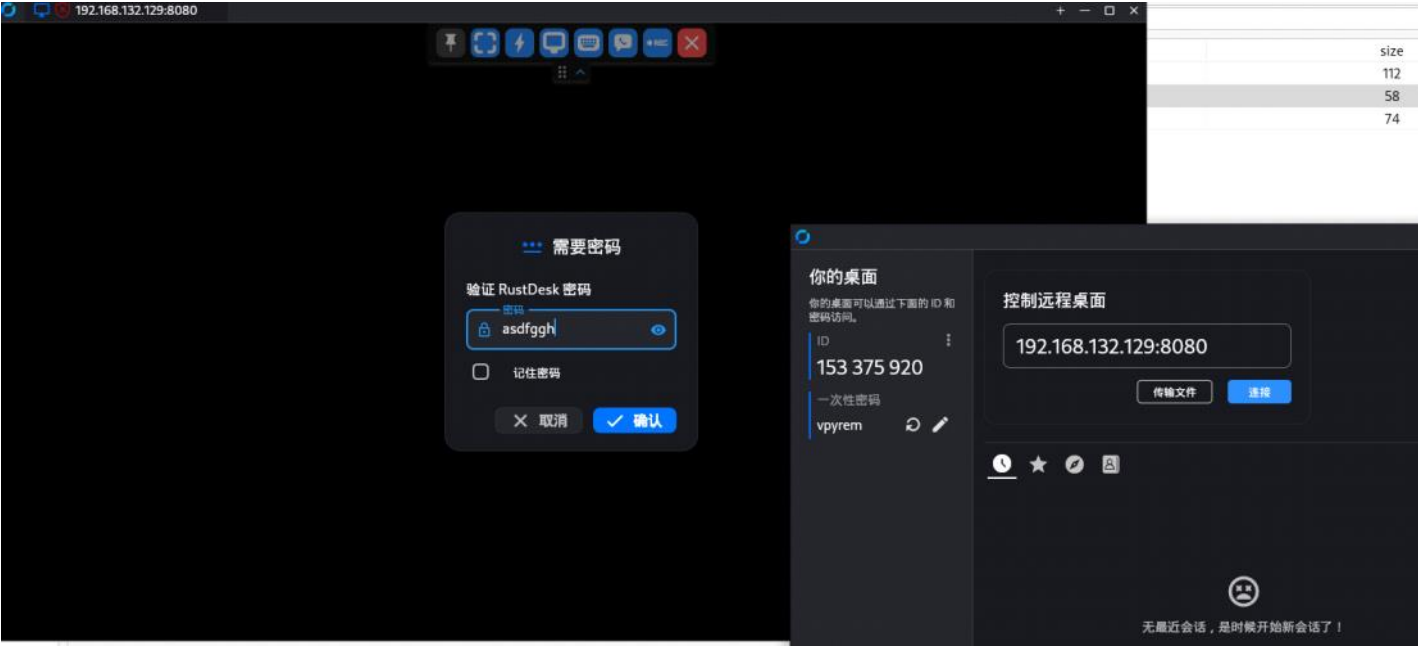 192.168.132.129:8080
size
112
58
74
需要密码
验证 RustDesk 密码
密码
asdfggh
记住密码
取消
确认
你的桌面
你的桌面可以通过下面的 ID 和
密码访问。
ID
153 375 920
一次性密码
vpyrem
控制远程桌面
192.168.132.129:8080
传输文件
连接
无最近会话，是时候开始新会话了！